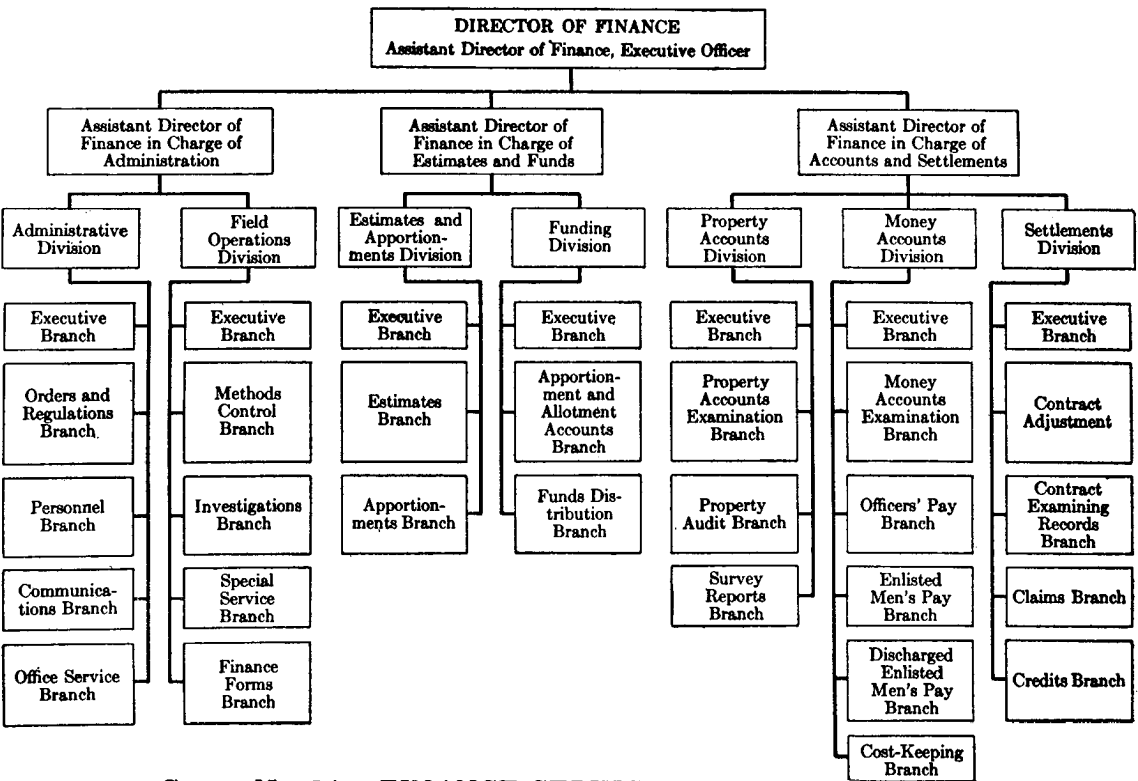 DIRECTOR OF FINANCE
Assistant Director of Finance, Executive Officer
Assistant Director of
Finance in Charge of
Administration
Assistant Director of
Finance in Charge of
Estimates and Funds
Assistant Director of
Finance in Charge of
Accounts and Settlements
Administrative
Division
Field
Operations
Division
Estimates and
Apportion-
ments Division
Funding
Division
Property
Accounts
Division
Money
Accounts
Division
Settlements
Division
Executive
Branch
Orders and
Regulations
Branch
Personnel
Branch
Communica-
tions Branch
Office Service
Branch
Executive
Branch
Methods
Control
Branch
Investigations
Branch
Special
Service
Branch
Finance
Forms
Branch
Executive
Branch
Estimates
Branch
Apportion-
ments Branch
Executive
Branch
Apportion-
ment and
Allotment
Accounts
Branch
Funds Dis-
tribution
Branch
Executive
Branch
Property
Accounts
Examination
Branch
Property
Audit Branch
Survey
Reports
Branch
Executive
Branch
Money
Accounts
Examination
Branch
Officers' Pay
Branch
Enlisted
Men's Pay
Branch
Discharged
Enlisted
Men's Pay
Branch
Cost-Keeping
Branch
Executive
Branch
Contract
Adjustment
Contract
Examining
Records
Branch
Claims Branch
Credits Branch